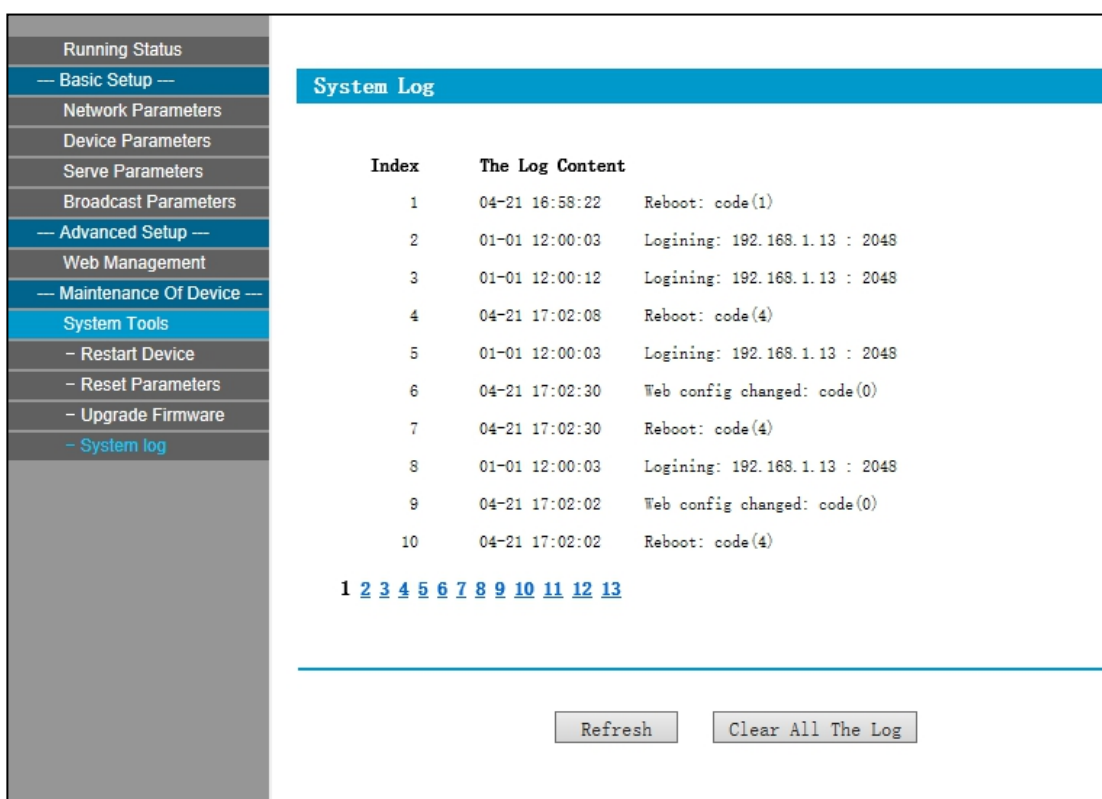 Running Status
--- Basic Setup ---
Network Parameters
Device Parameters
Serve Parameters
Broadcast Parameters
--- Advanced Setup ---
Web Management
--- Maintenance Of Device ---
System Tools
- Restart Device
- Reset Parameters
- Upgrade Firmware
- System log
System Log
Index The Log Content
1 04-21 16:58:22 Reboot: code(1)
2 01-01 12:00:03 Logining: 192.168.1.13 : 2048
3 01-01 12:00:12 Logining: 192.168.1.13 : 2048
4 04-21 17:02:08 Reboot: code(4)
5 01-01 12:00:03 Logining: 192.168.1.13 : 2048
6 04-21 17:02:30 Web config changed: code(0)
7 04-21 17:02:30 Reboot: code(4)
8 01-01 12:00:03 Logining: 192.168.1.13 : 2048
9 04-21 17:02:02 Web config changed: code(0)
10 04-21 17:02:02 Reboot: code(4)
1 2 3 4 5 6 7 8 9 10 11 12 13
Refresh Clear All The Log